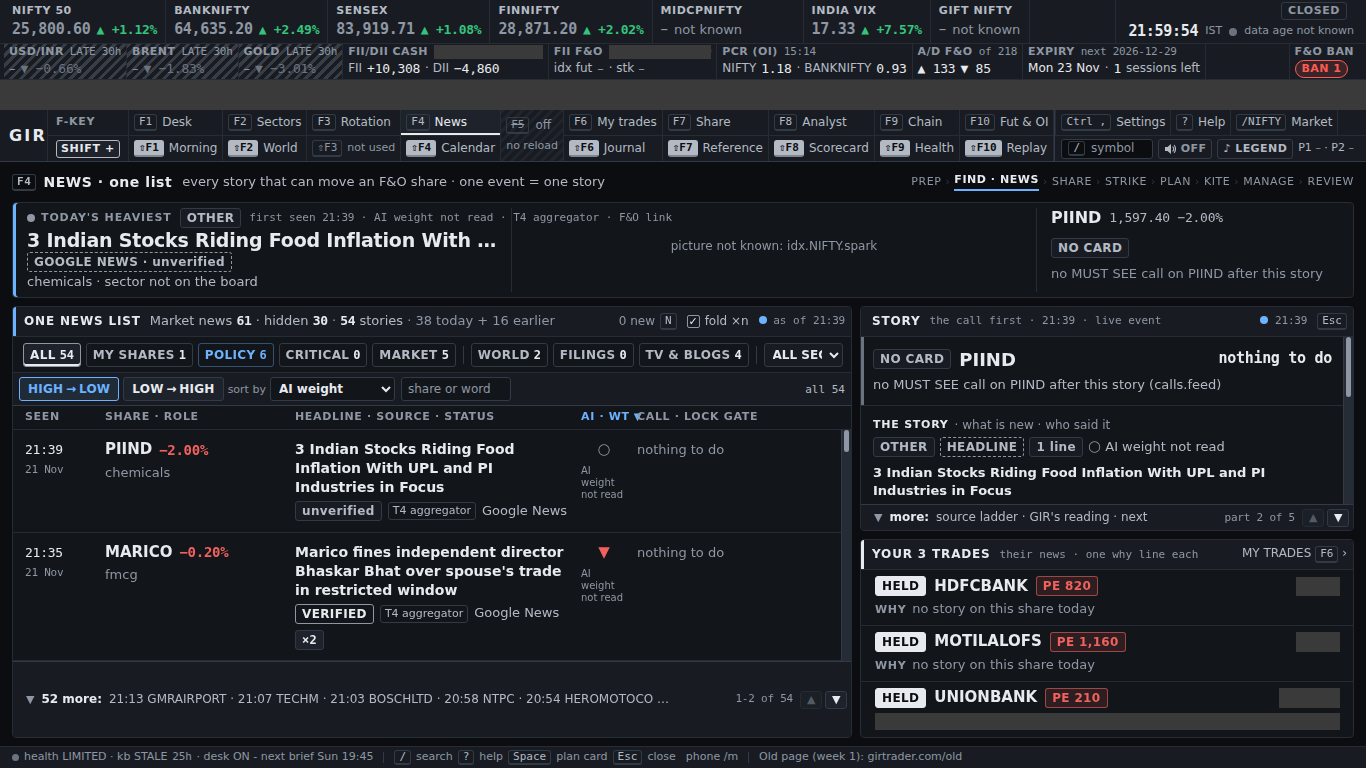 NIFTY 50 BANKNIFTY SENSEX FINNIFTY MIDCPNIFTY INDIA VIX GIFT NIFTY CLOSED
25,800.60 ▲ +1.12% 64,635.20 ▲ +2.49% 83,919.71 ▲ +1.08% 28,871.20 ▲ +2.02% – not known 17.33 ▲ +7.57% – not known 21:59:54 IST data age not known
USD/INR LATE 30h BRENT LATE 30h GOLD LATE 30h FII/DII CASH FII F&O PCR (OI) 15:14 A/D F&O of 218 EXPIRY next 2026-12-29 F&O BAN
– ▼ −0.66% – ▼ −1.83% – ▼ −3.01% FII +10,308 · DII −4,860 idx fut – · stk – NIFTY 1.18 · BANKNIFTY 0.93 ▲ 133 ▼ 85 Mon 23 Nov · 1 sessions left BAN 1
GIR F-KEY F1 Desk F2 Sectors F3 Rotation F4 News F5 off F6 My trades F7 Share F8 Analyst F9 Chain F10 Fut & OI Ctrl , Settings ? Help /NIFTY Market
SHIFT + ⇧F1 Morning ⇧F2 World ⇧F3 not used ⇧F4 Calendar no reload ⇧F6 Journal ⇧F7 Reference ⇧F8 Scorecard ⇧F9 Health ⇧F10 Replay / symbol OFF ♪ LEGEND P1 – · P2 –
F4 NEWS · one list every story that can move an F&O share · one event = one story PREP › FIND · NEWS › SHARE › STRIKE › PLAN › KITE › MANAGE › REVIEW
TODAY'S HEAVIEST OTHER first seen 21:39 · AI weight not read · T4 aggregator · F&O link
3 Indian Stocks Riding Food Inflation With …
GOOGLE NEWS · unverified
chemicals · sector not on the board
picture not known: idx.NIFTY.spark
PIIND 1,597.40 −2.00%
NO CARD
no MUST SEE call on PIIND after this story
ONE NEWS LIST Market news 61 · hidden 30 · 54 stories · 38 today + 16 earlier 0 new N ✓ fold ×n as of 21:39
ALL 54 MY SHARES 1 POLICY 6 CRITICAL 0 MARKET 5 WORLD 2 FILINGS 0 TV & BLOGS 4 ALL SEC
HIGH → LOW LOW → HIGH sort by AI weight share or word all 54
SEEN SHARE · ROLE HEADLINE · SOURCE · STATUS AI · WT ▼ CALL · LOCK GATE
21:39 PIIND −2.00% 3 Indian Stocks Riding Food nothing to do
21 Nov chemicals Inflation With UPL and PI AI weight not read
Industries in Focus
unverified T4 aggregator Google News
21:35 MARICO −0.20% Marico fines independent director ▼ nothing to do
21 Nov fmcg Bhaskar Bhat over spouse's trade AI weight not read
in restricted window
VERIFIED T4 aggregator Google News
×2
▼ 52 more: 21:13 GMRAIRPORT · 21:07 TECHM · 21:03 BOSCHLTD · 20:58 NTPC · 20:54 HEROMOTOCO … 1-2 of 54 ▲ ▼
STORY the call first · 21:39 · live event 21:39 Esc
NO CARD PIIND nothing to do
no MUST SEE call on PIIND after this story (calls.feed)
THE STORY · what is new · who said it
OTHER HEADLINE 1 line AI weight not read
3 Indian Stocks Riding Food Inflation With UPL and PI
Industries in Focus
▼ more: source ladder · GIR's reading · next part 2 of 5 ▲ ▼
YOUR 3 TRADES their news · one why line each MY TRADES F6 ›
HELD HDFCBANK PE 820
WHY no story on this share today
HELD MOTILALOFS PE 1,160
WHY no story on this share today
HELD UNIONBANK PE 210
health LIMITED · kb STALE 25h · desk ON - next brief Sun 19:45 / search ? help Space plan card Esc close phone /m Old page (week 1): girtrader.com/old